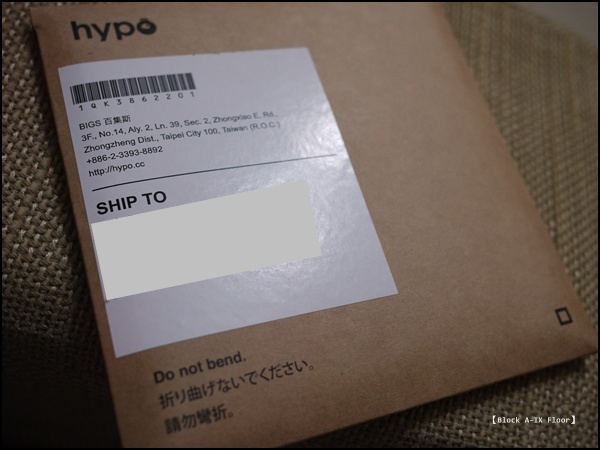 hypo
1QK3862201
BIGS 百集斯
3F., No.14, Aly. 2, Ln. 39, Sec. 2, Zhongxiao E. Rd.,
Zhongzheng Dist., Taipei City 100, Taiwan (R.O.C.)
+886-2-3393-8892
http://hypo.cc
SHIP TO
Do not bend.
折り曲げないでください。
請勿彎折。
【Block A-IX Floor】